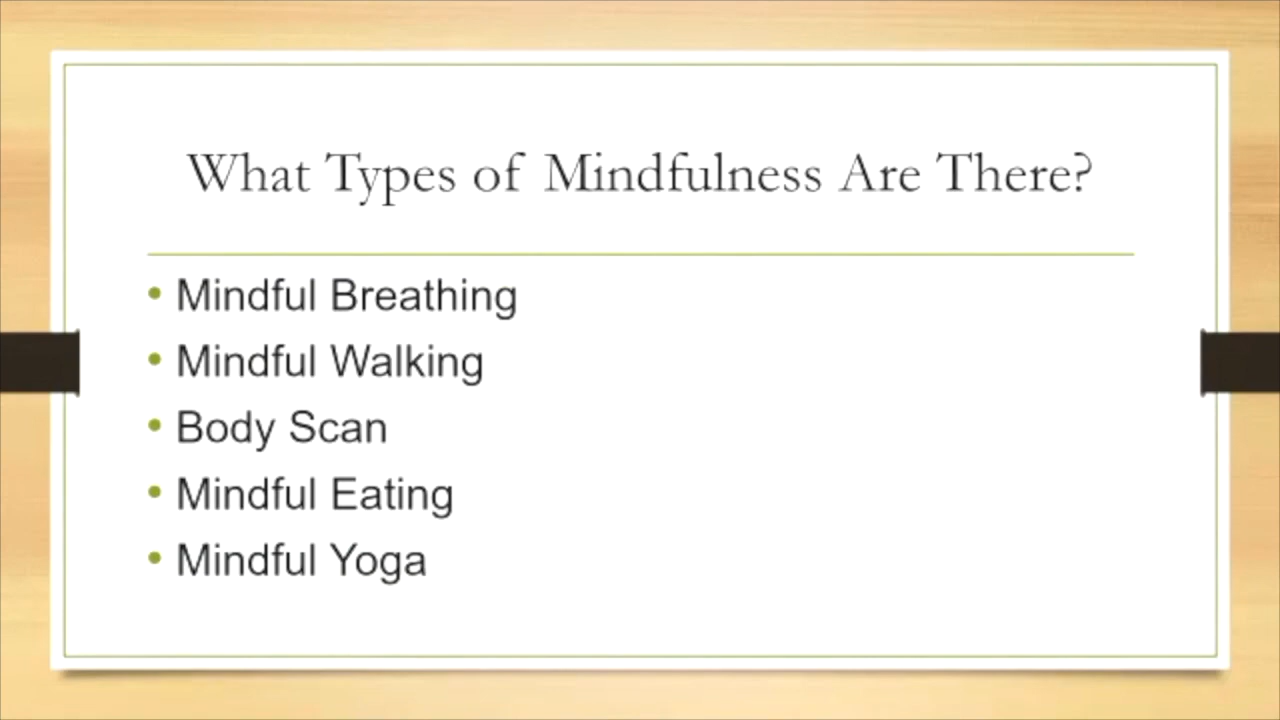 What Types of Mindfulness Are There?
• Mindful Breathing
• Mindful Walking
• Body Scan
• Mindful Eating
• Mindful Yoga